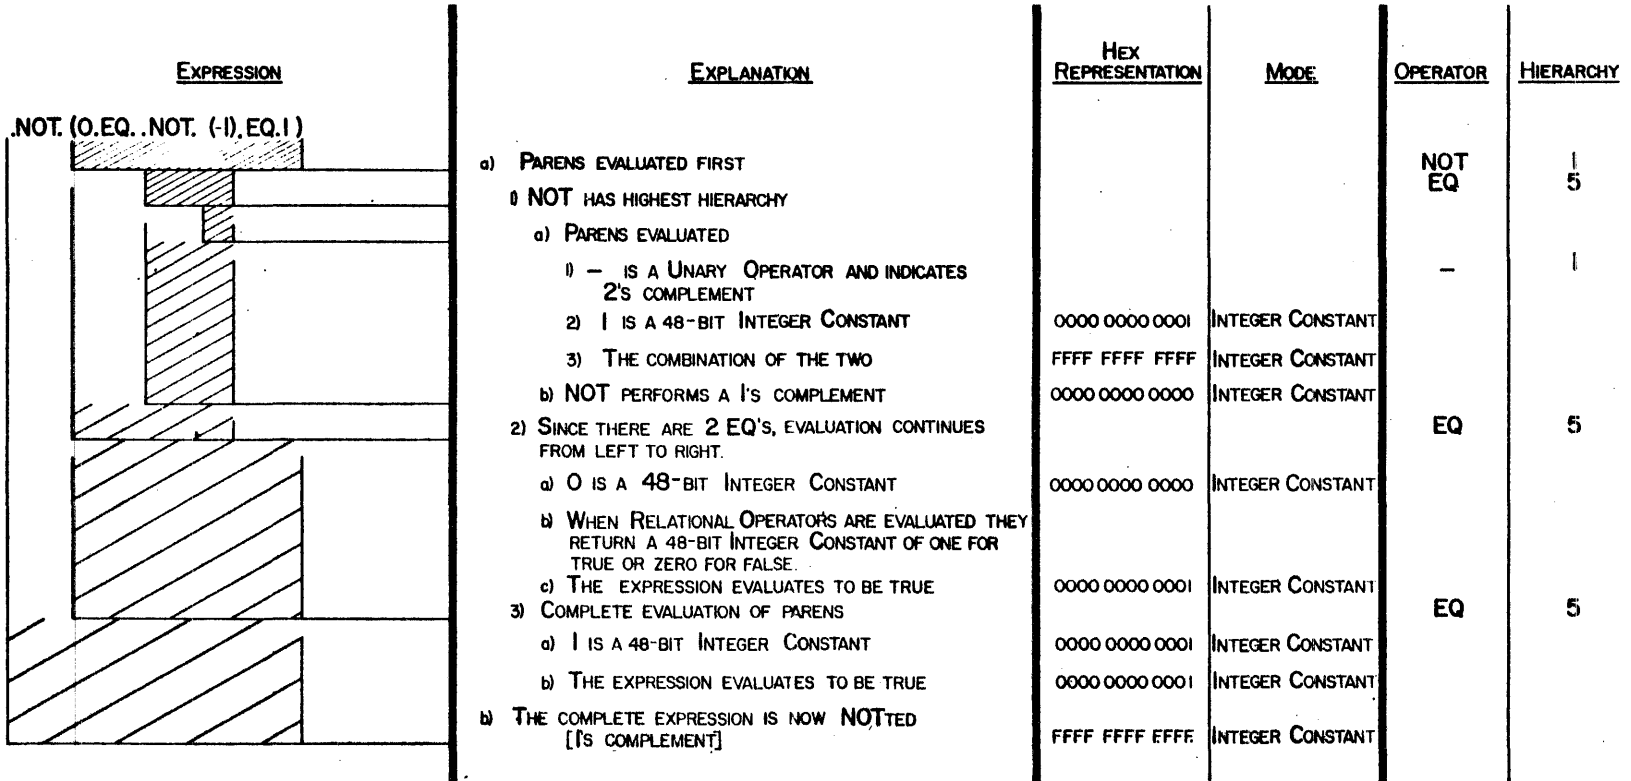 EXPRESSION EXPLANATION HEX REPRESENTATION MODE OPERATOR HIERARCHY
.NOT. (0.EQ. .NOT. (-1).EQ.1)
a) PARENS EVALUATED FIRST NOT 1
EQ 5
1) NOT HAS HIGHEST HIERARCHY
a) PARENS EVALUATED
1) – IS A UNARY OPERATOR AND INDICATES – 1
2'S COMPLEMENT
2) 1 IS A 48-BIT INTEGER CONSTANT 0000 0000 0001 INTEGER CONSTANT
3) THE COMBINATION OF THE TWO FFFF FFFF FFFF INTEGER CONSTANT
b) NOT PERFORMS A 1'S COMPLEMENT 0000 0000 0000 INTEGER CONSTANT
2) SINCE THERE ARE 2 EQ'S, EVALUATION CONTINUES EQ 5
FROM LEFT TO RIGHT.
a) 0 IS A 48-BIT INTEGER CONSTANT 0000 0000 0000 INTEGER CONSTANT
b) WHEN RELATIONAL OPERATORS ARE EVALUATED THEY
RETURN A 48-BIT INTEGER CONSTANT OF ONE FOR
TRUE OR ZERO FOR FALSE.
c) THE EXPRESSION EVALUATES TO BE TRUE 0000 0000 0001 INTEGER CONSTANT
3) COMPLETE EVALUATION OF PARENS EQ 5
a) 1 IS A 48-BIT INTEGER CONSTANT 0000 0000 0001 INTEGER CONSTANT
b) THE EXPRESSION EVALUATES TO BE TRUE 0000 0000 0001 INTEGER CONSTANT
b) THE COMPLETE EXPRESSION IS NOW NOTTED
[1'S COMPLEMENT] FFFF FFFF FFFF INTEGER CONSTANT